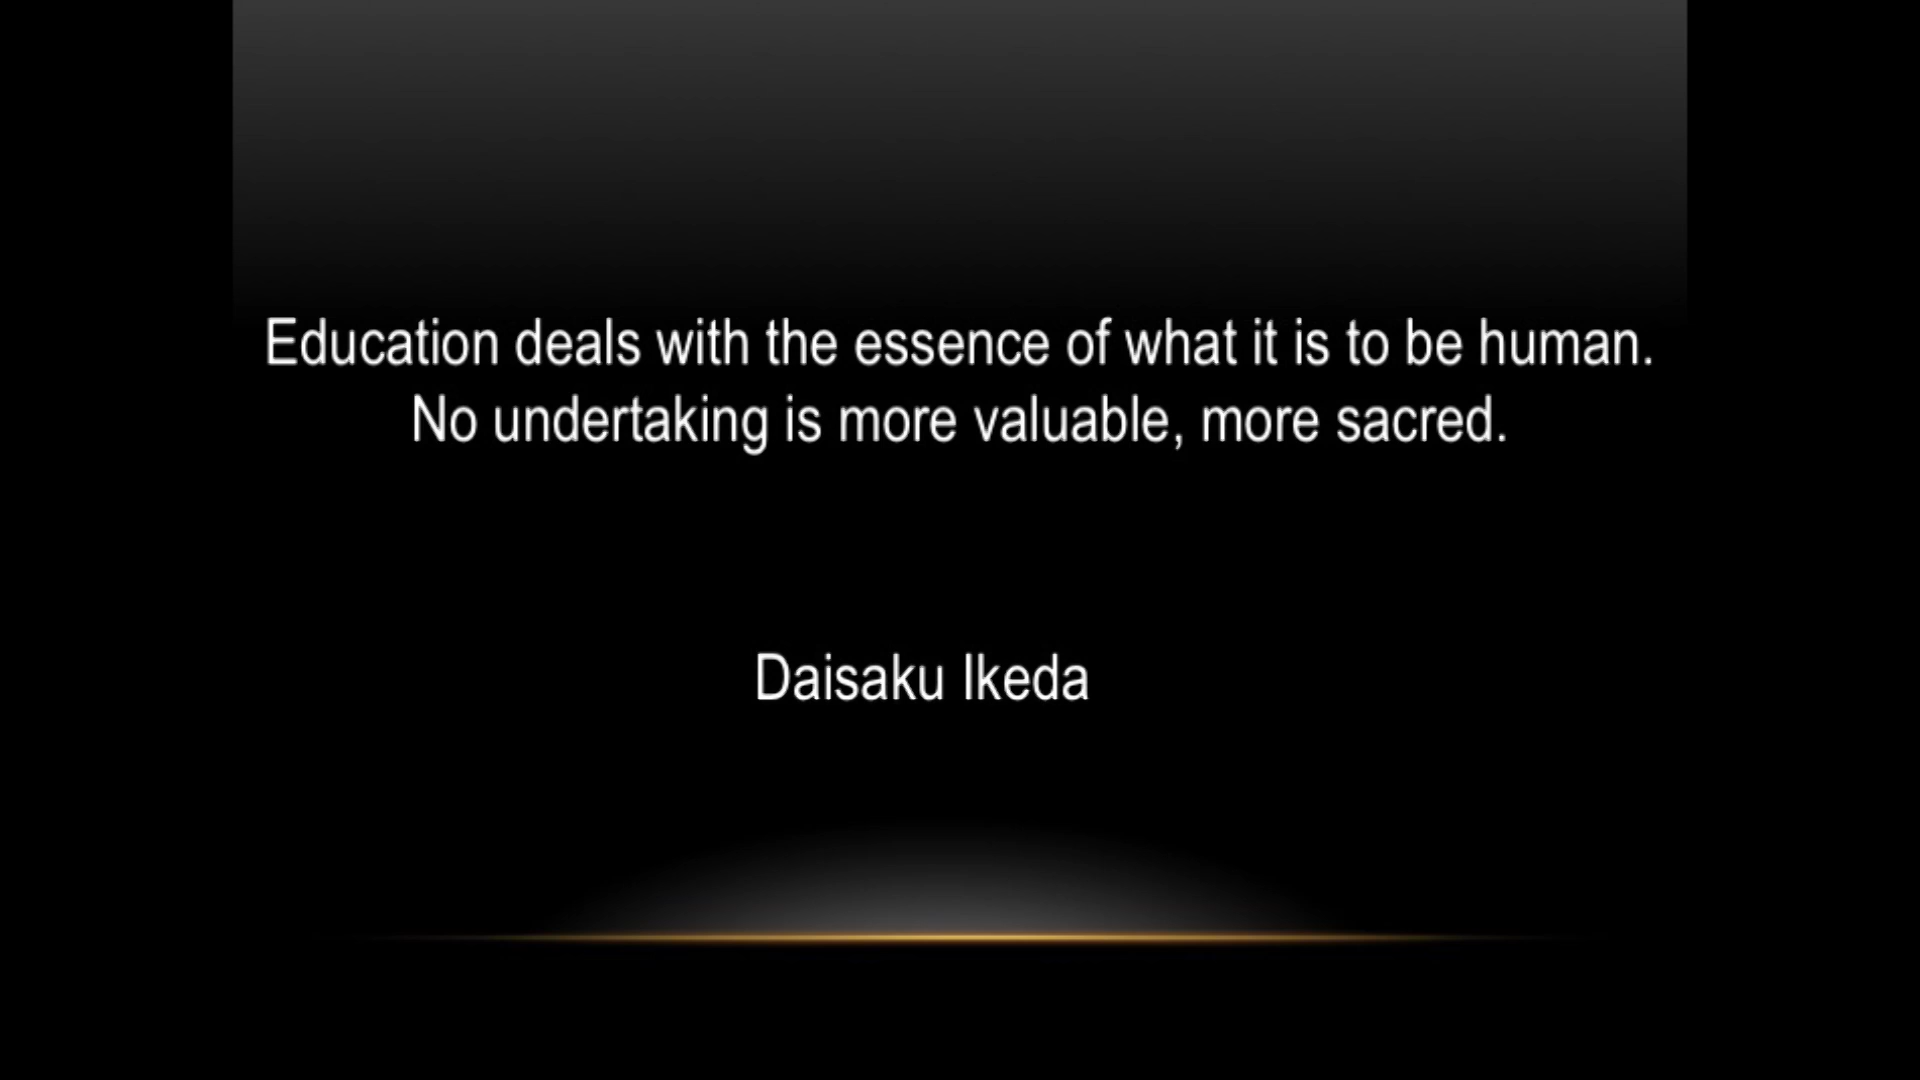 Education deals with the essence of what it is to be human.
No undertaking is more valuable, more sacred.
Daisaku Ikeda